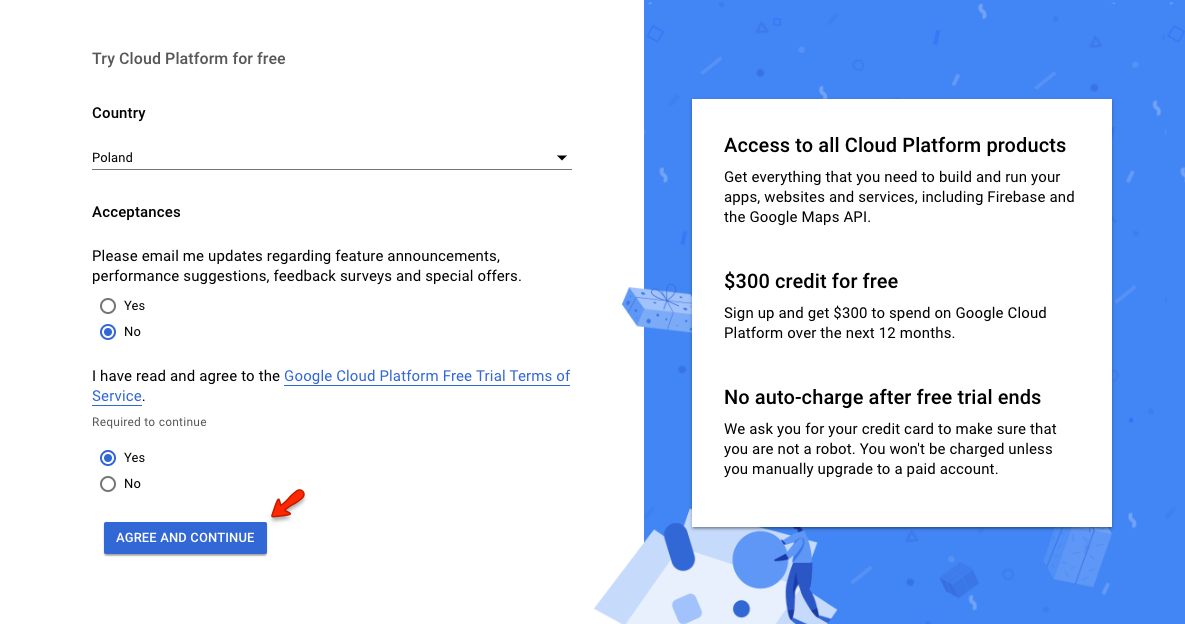 Try Cloud Platform for free
Country
Poland
Acceptances
Please email me updates regarding feature announcements,
performance suggestions, feedback surveys and special offers.
Yes
No
I have read and agree to the Google Cloud Platform Free Trial Terms of
Service.
Required to continue
Yes
No
AGREE AND CONTINUE
Access to all Cloud Platform products
Get everything that you need to build and run your
apps, websites and services, including Firebase and
the Google Maps API.
$300 credit for free
Sign up and get $300 to spend on Google Cloud
Platform over the next 12 months.
No auto-charge after free trial ends
We ask you for your credit card to make sure that
you are not a robot. You won't be charged unless
you manually upgrade to a paid account.